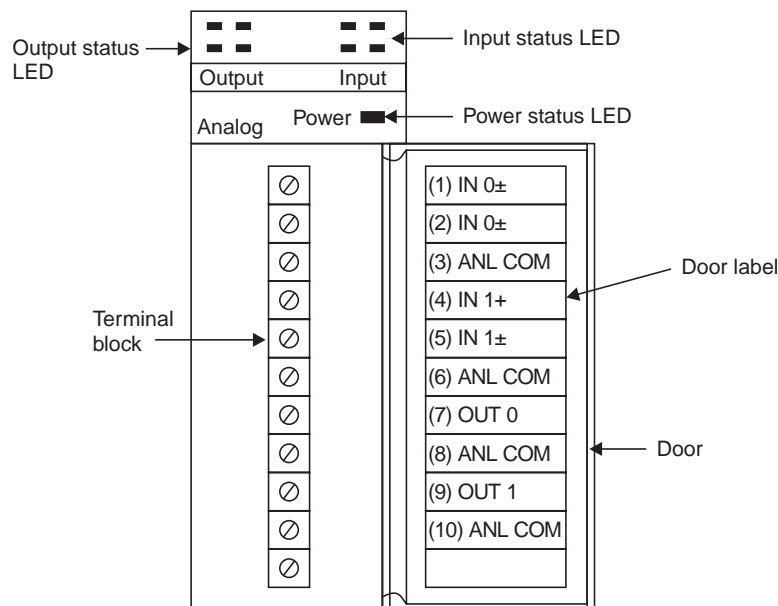 Output status
LED
Input status LED
Output
Input
Power
Power status LED
Analog
(1) IN 0±
(2) IN 0±
(3) ANL COM
Door label
(4) IN 1+
Terminal
block
(5) IN 1±
(6) ANL COM
(7) OUT 0
(8) ANL COM
Door
(9) OUT 1
(10) ANL COM